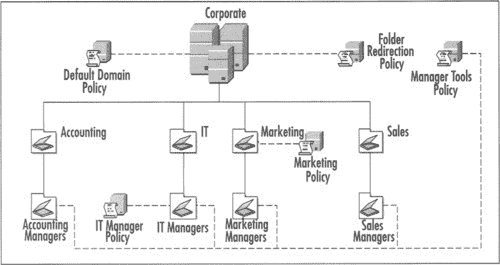 Corporate
Default Domain
Policy
Folder
Redirection
Policy
Manager Tools
Policy
Accounting
IT
Marketing
Sales
Marketing
Policy
Accounting
Managers
IT Manager
Policy
IT Managers
Marketing
Managers
Sales
Managers